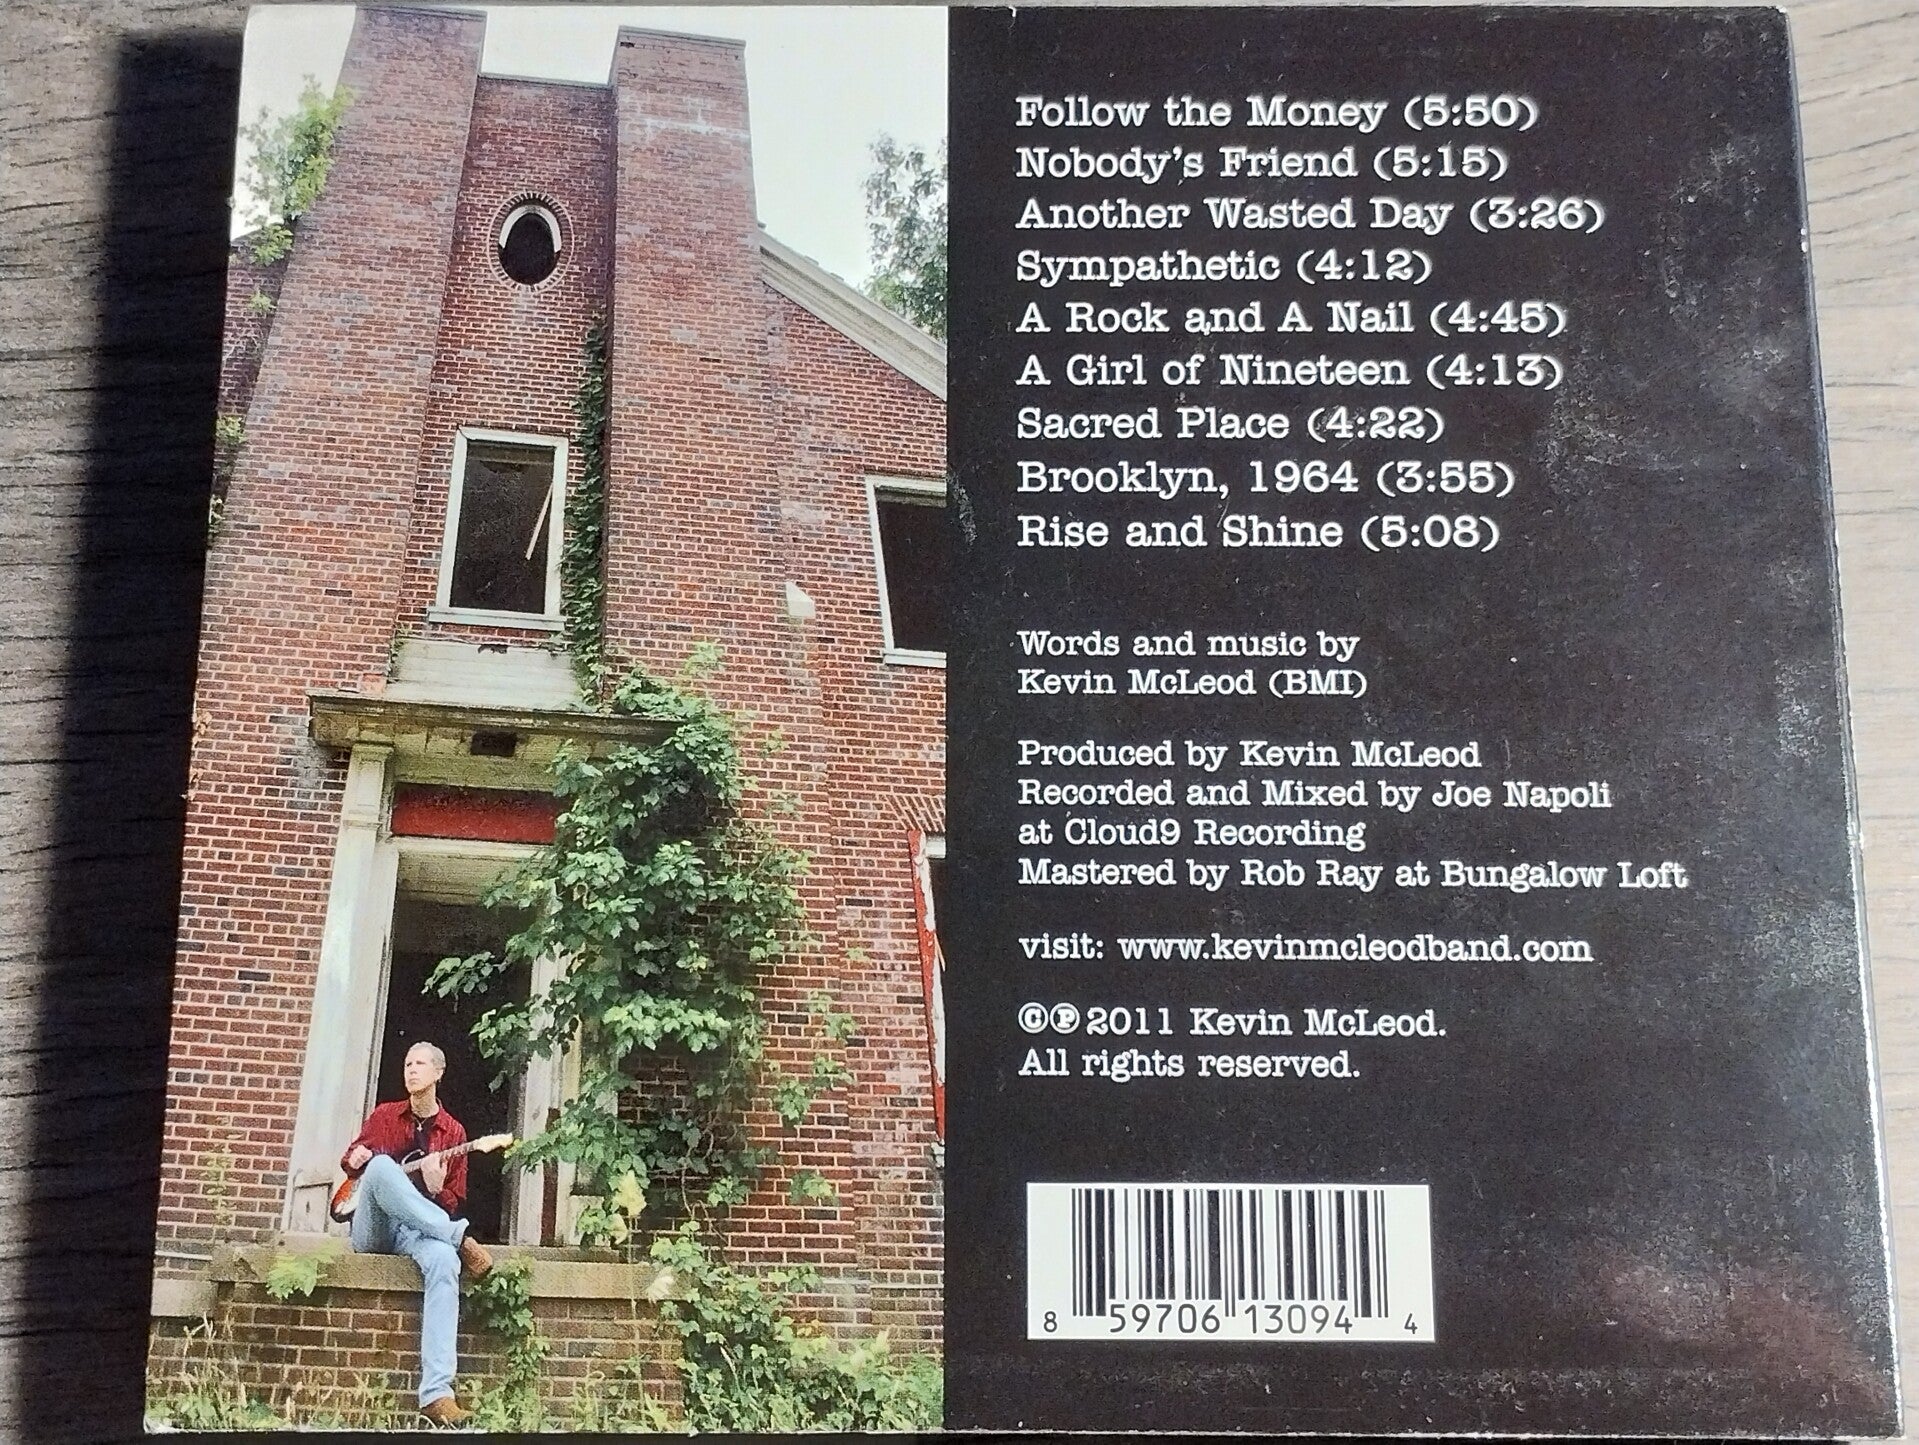 Follow the Money (5:50)
Nobody's Friend (5:15)
Another Wasted Day (3:26)
Sympathetic (4:12)
A Rock and A Nail (4:45)
A Girl of Nineteen (4:13)
Sacred Place (4:22)
Brooklyn, 1964 (3:55)
Rise and Shine (5:08)
Words and music by
Kevin McLeod (BMI)
Produced by Kevin McLeod
Recorded and Mixed by Joe Napoli
at Cloud9 Recording
Mastered by Rob Ray at Bungalow Loft
visit: www.kevinmcleodband.com
©℗2011 Kevin McLeod.
All rights reserved.
8 59706 13094 4